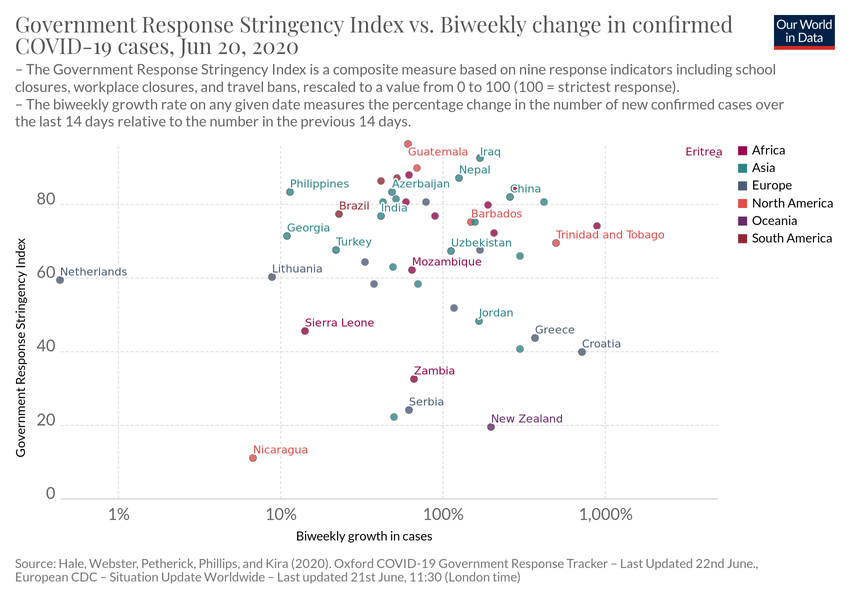 Government Response Stringency Index vs. Biweekly change in confirmed
COVID-19 cases, Jun 20, 2020
Our World
in Data
– The Government Response Stringency Index is a composite measure based on nine response indicators including school
closures, workplace closures, and travel bans, rescaled to a value from 0 to 100 (100 = strictest response).
– The biweekly growth rate on any given date measures the percentage change in the number of new confirmed cases over
the last 14 days relative to the number in the previous 14 days.
Guatemala
Iraq
Eritrea
Nepal
Philippines
Azerbaijan
China
Brazil
India
Barbados
Georgia
Turkey
Uzbekistan
Trinidad and Tobago
Mozambique
Netherlands
Lithuania
Sierra Leone
Jordan
Greece
Croatia
Zambia
Serbia
New Zealand
Nicaragua
Africa
Asia
Europe
North America
Oceania
South America
Government Response Stringency Index
80
60
40
20
0
1%
10%
100%
1,000%
Biweekly growth in cases
Source: Hale, Webster, Petherick, Phillips, and Kira (2020). Oxford COVID-19 Government Response Tracker – Last Updated 22nd June.,
European CDC – Situation Update Worldwide – Last updated 21st June, 11:30 (London time)